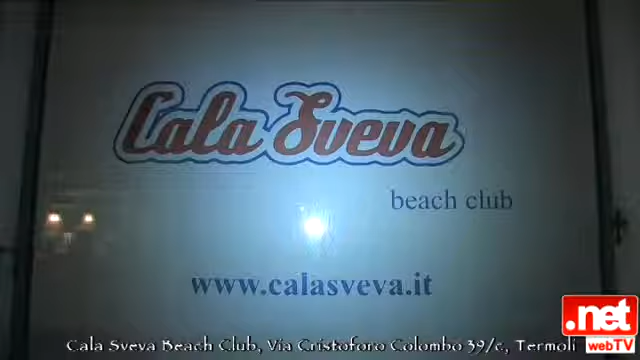 Cala Sveva
beach club
www.calasveva.it
.net
webTV
Cala Sveva Beach Club, Via Cristoforo Colombo 39/c, Termoli